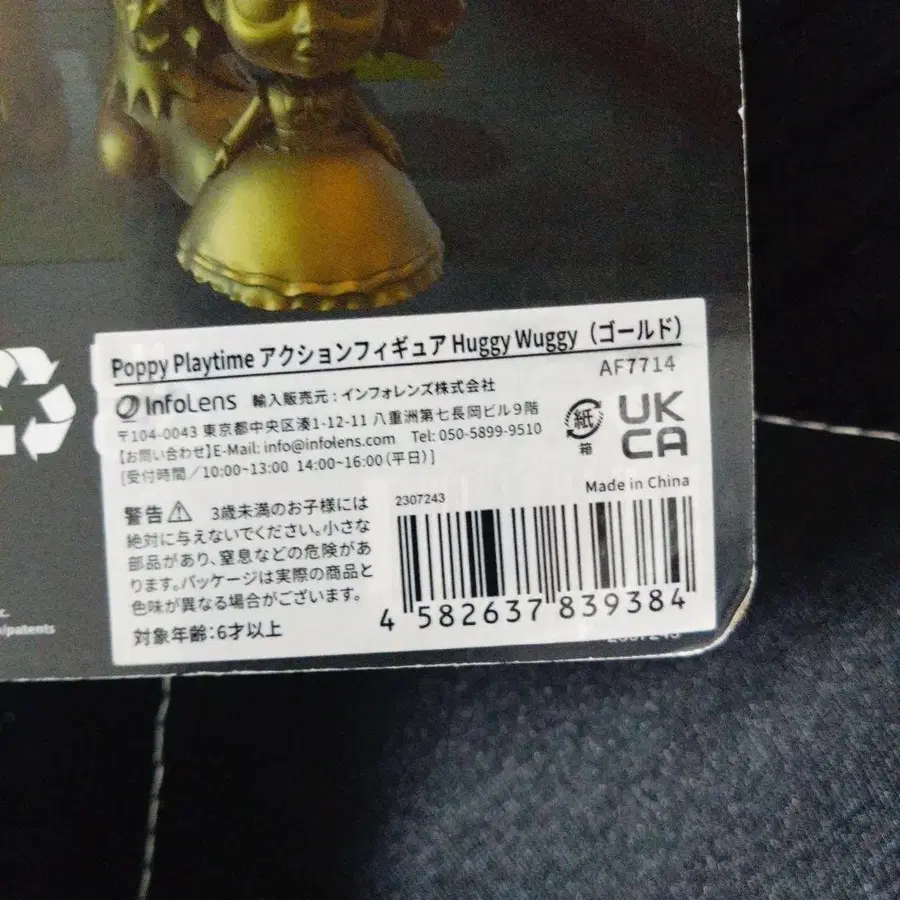 Poppy Playtime アクションフィギュア Huggy Wuggy（ゴールド）
AF7714
InfoLens 輸入販売元：インフォレンズ株式会社
〒104-0043 東京都中央区湊1-12-11 八重洲第七長岡ビル９階
【お問い合わせ】E-Mail: info@infolens.com Tel: 050-5899-9510
[受付時間／10:00~13:00 14:00~16:00（平日）]
紙
箱
UK
CA
Made in China
警告 3歳未満のお子様には
絶対に与えないでください。小さな
部品があり、窒息などの危険があ
ります。パッケージは実際の商品と
色味が異なる場合がございます。
対象年齢：6才以上
2307243
4 582637 839384
/patents